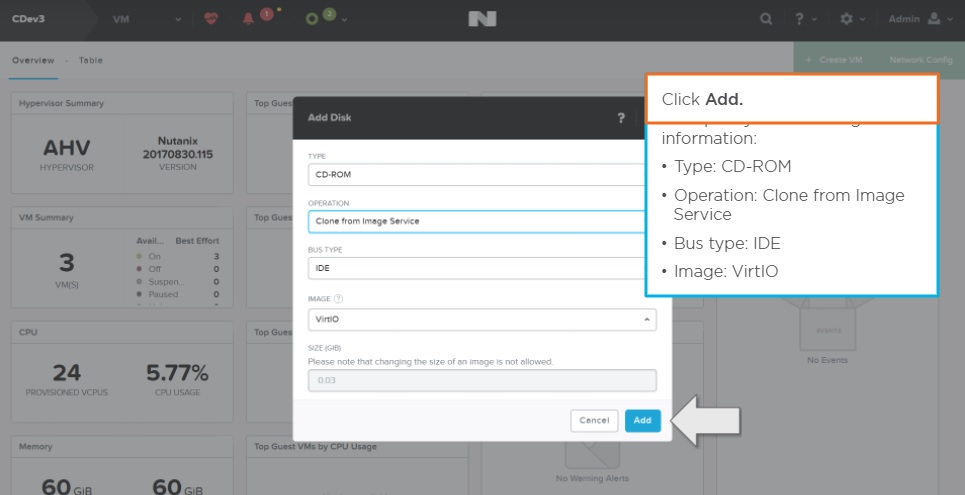 CDev3
VM
1
2
N
?
Admin
Overview · Table
+ Create VM
Network Config
Hypervisor Summary
AHV
HYPERVISOR
Nutanix
20170830.115
VERSION
VM Summary
3
VM(S)
Avail... Best Effort
On 3
Off 0
Suspen.. 0
Paused 0
CPU
24
PROVISIONED VCPUS
5.77%
CPU USAGE
Memory
60 GiB
60 GiB
Top Gues
Top Gues
Top Gues
Top Guest VMs by CPU Usage
Add Disk
?
TYPE
CD-ROM
OPERATION
Clone from Image Service
BUS TYPE
IDE
IMAGE ?
VirtIO
SIZE (GIB)
Please note that changing the size of an image is not allowed.
0.03
Cancel
Add
Click Add.
information:
• Type: CD-ROM
• Operation: Clone from Image
Service
• Bus type: IDE
• Image: VirtIO
EVENTS
No Events
No Warning Alerts